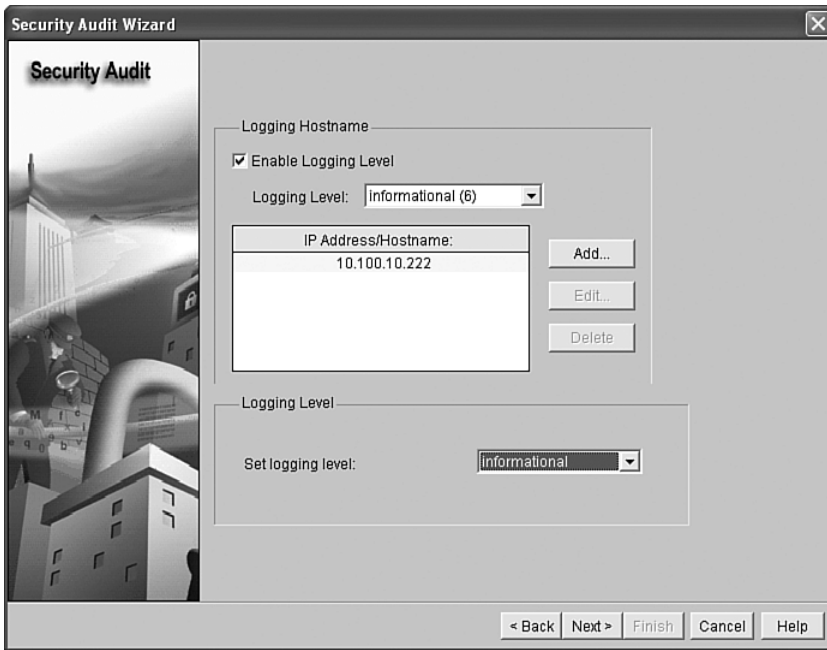 Security Audit Wizard
Security Audit
Logging Hostname
Enable Logging Level
Logging Level: informational (6)
IP Address/Hostname:
10.100.10.222
Add...
Edit...
Delete
Logging Level
Set logging level: informational
< Back Next > Finish Cancel Help